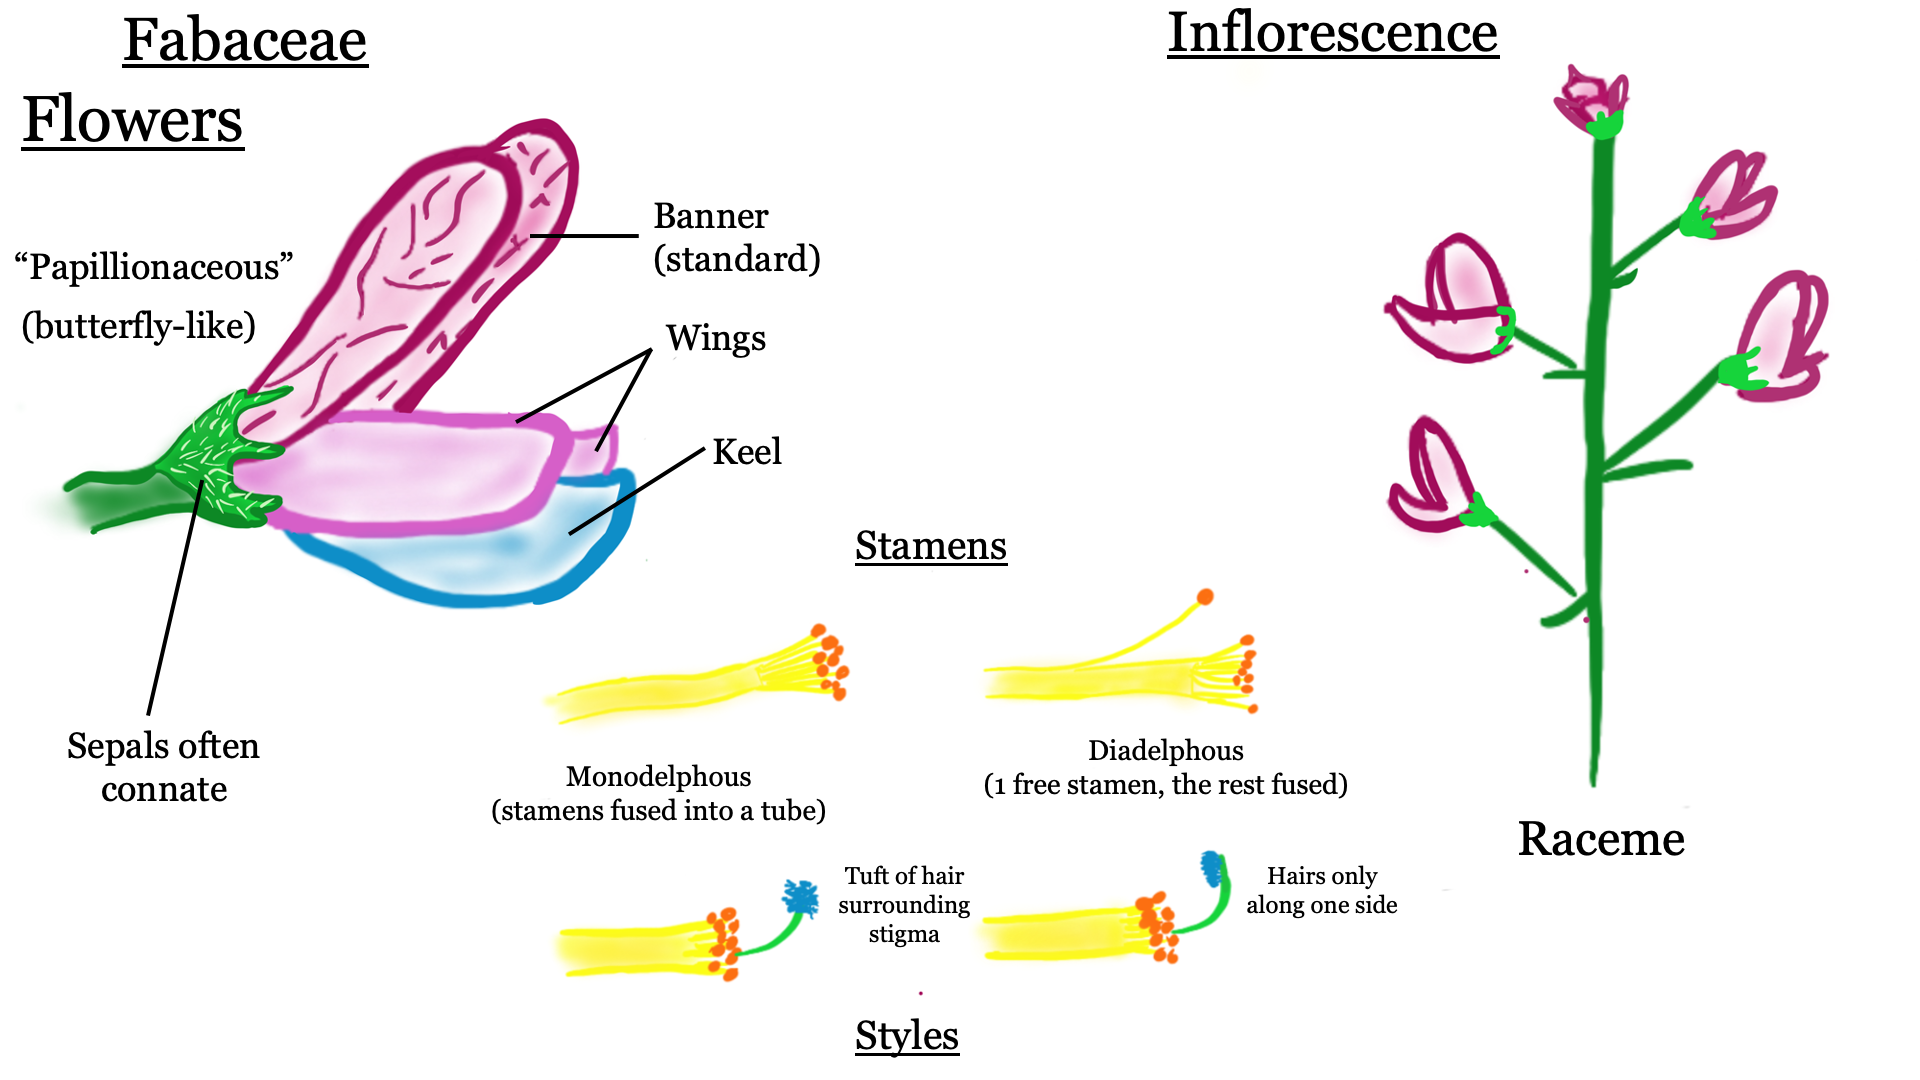 Fabaceae
Flowers
“Papillionaceous”
(butterfly-like)
Banner
(standard)
Wings
Keel
Sepals often
connate
Stamens
Monodelphous
(stamens fused into a tube)
Diadelphous
(1 free stamen, the rest fused)
Tuft of hair
surrounding
stigma
Hairs only
along one side
Styles
Inflorescence
Raceme